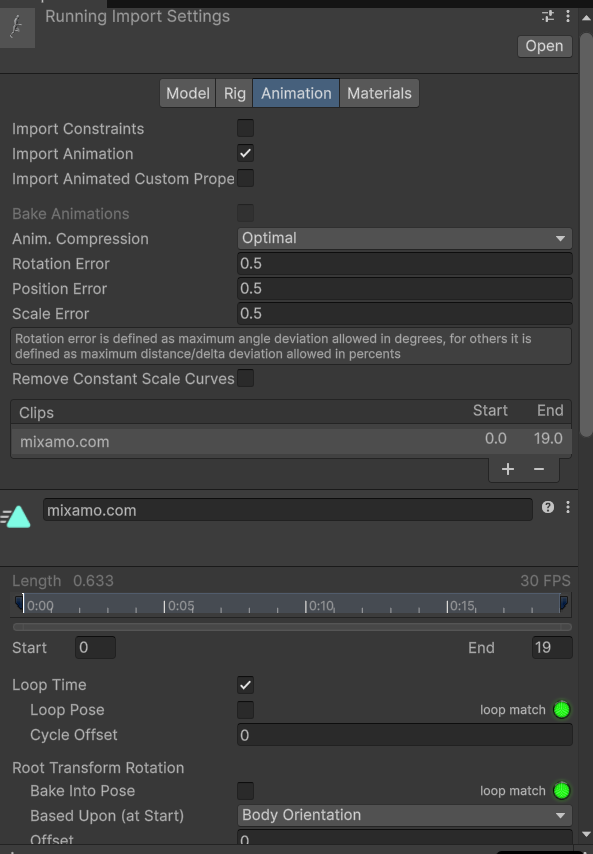 Running Import Settings
Open
Model Rig Animation Materials
Import Constraints
Import Animation
Import Animated Custom Prope
Bake Animations
Anim. Compression Optimal
Rotation Error 0.5
Position Error 0.5
Scale Error 0.5
Rotation error is defined as maximum angle deviation allowed in degrees, for others it is
defined as maximum distance/delta deviation allowed in percents
Remove Constant Scale Curves
Clips Start End
mixamo.com 0.0 19.0
+ −
mixamo.com
Length 0.633 30 FPS
0:00 0:05 0:10 0:15
Start 0 End 19
Loop Time
Loop Pose loop match
Cycle Offset 0
Root Transform Rotation
Bake Into Pose loop match
Based Upon (at Start) Body Orientation
Offset 0